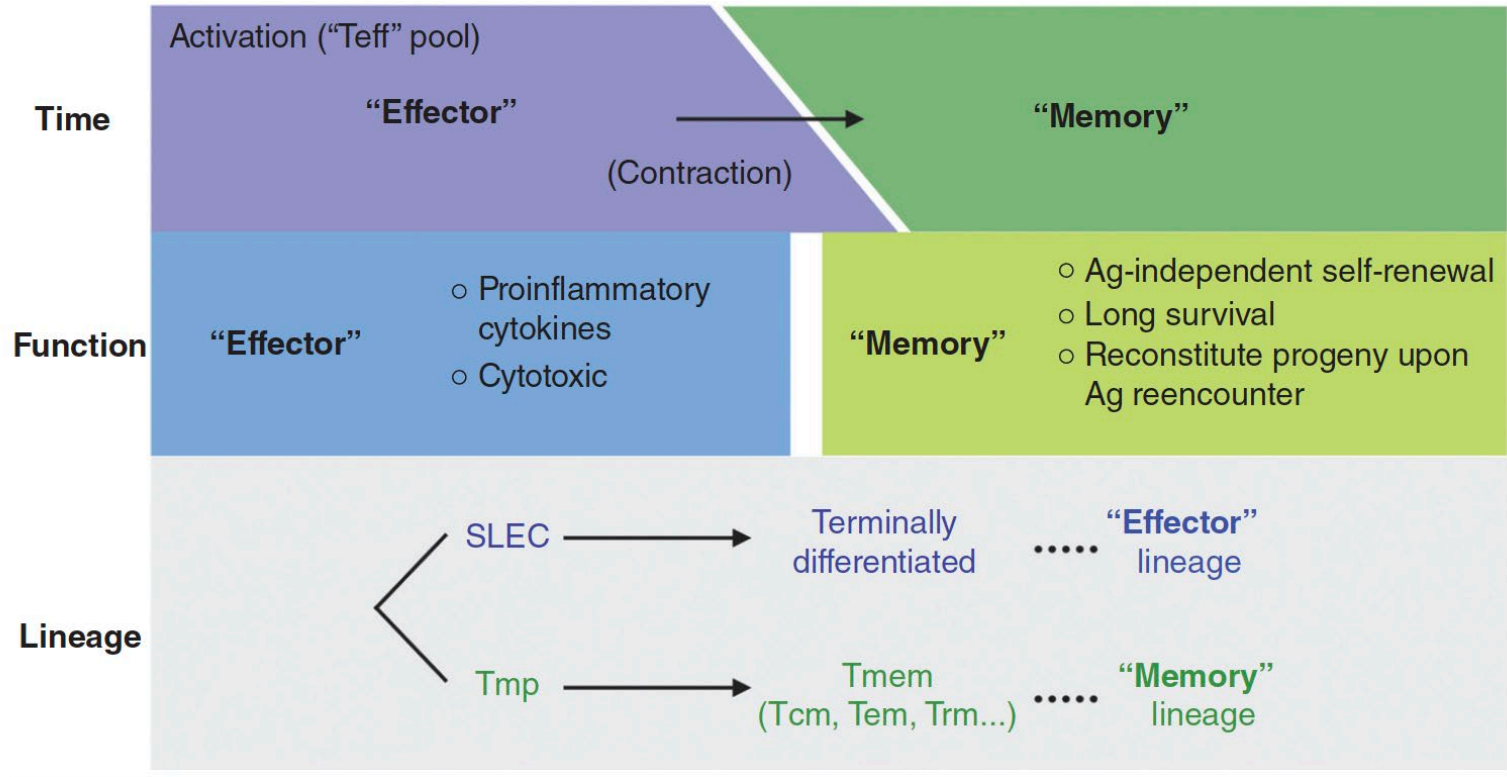 Activation (“Teff” pool)
Time
“Effector”
“Memory”
(Contraction)
Function
“Effector”
○ Proinflammatory
cytokines
○ Cytotoxic
“Memory”
○ Ag-independent self-renewal
○ Long survival
○ Reconstitute progeny upon
Ag reencounter
Lineage
SLEC
Terminally
differentiated
“Effector”
lineage
Tmp
Tmem
(Tcm, Tem, Trm...)
“Memory”
lineage